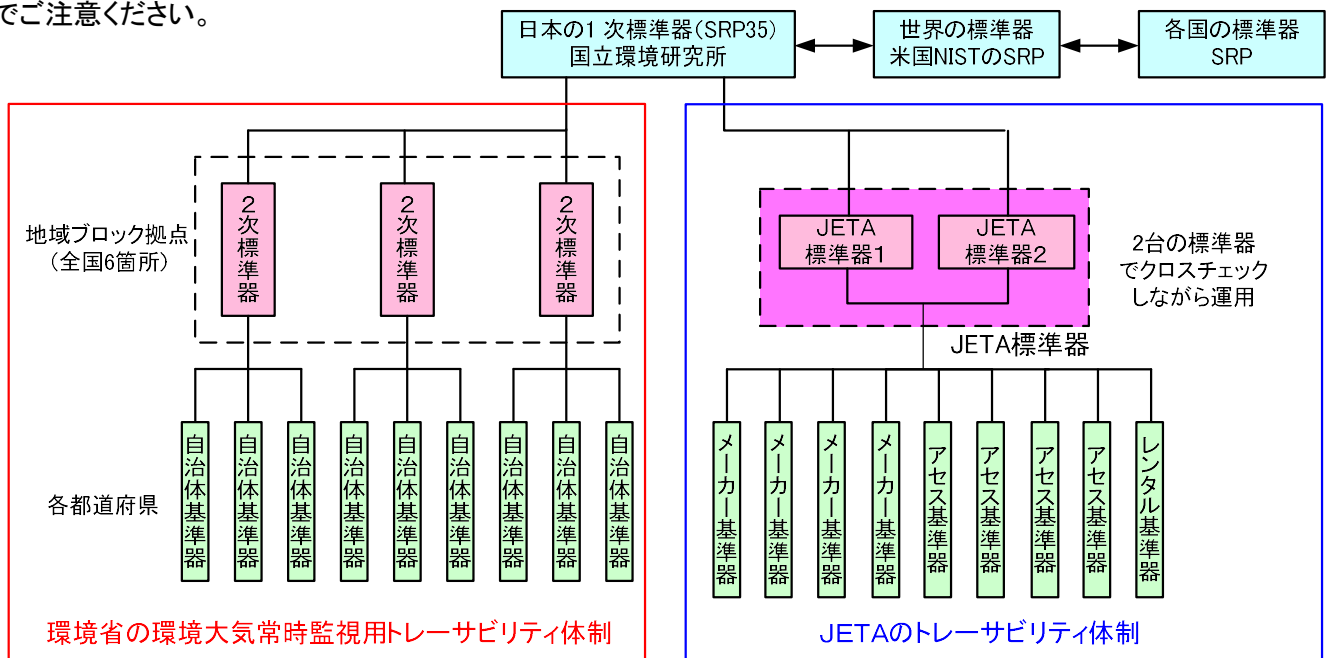 でご注意ください。
日本の1 次標準器(SRP35)
国立環境研究所
世界の標準器
米国NISTのSRP
各国の標準器
SRP
地域ブロック拠点
(全国6箇所)
2次標準器
2次標準器
2次標準器
JETA
標準器1
JETA
標準器2
2台の標準器
でクロスチェック
しながら運用
JETA標準器
各都道府県
自治体基準器
自治体基準器
自治体基準器
自治体基準器
自治体基準器
自治体基準器
自治体基準器
自治体基準器
自治体基準器
メーカー基準器
メーカー基準器
メーカー基準器
メーカー基準器
アセス基準器
アセス基準器
アセス基準器
アセス基準器
レンタル基準器
環境省の環境大気常時監視用トレーサビリティ体制
JETAのトレーサビリティ体制